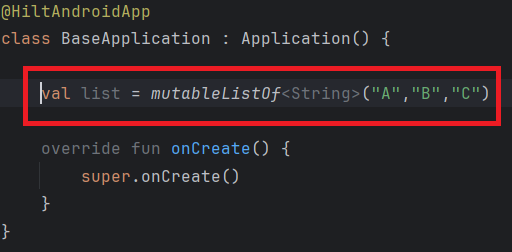 @HiltAndroidApp
class BaseApplication : Application() {
val list = mutableListOf<String>("A","B","C")
override fun onCreate() {
super.onCreate()
}
}